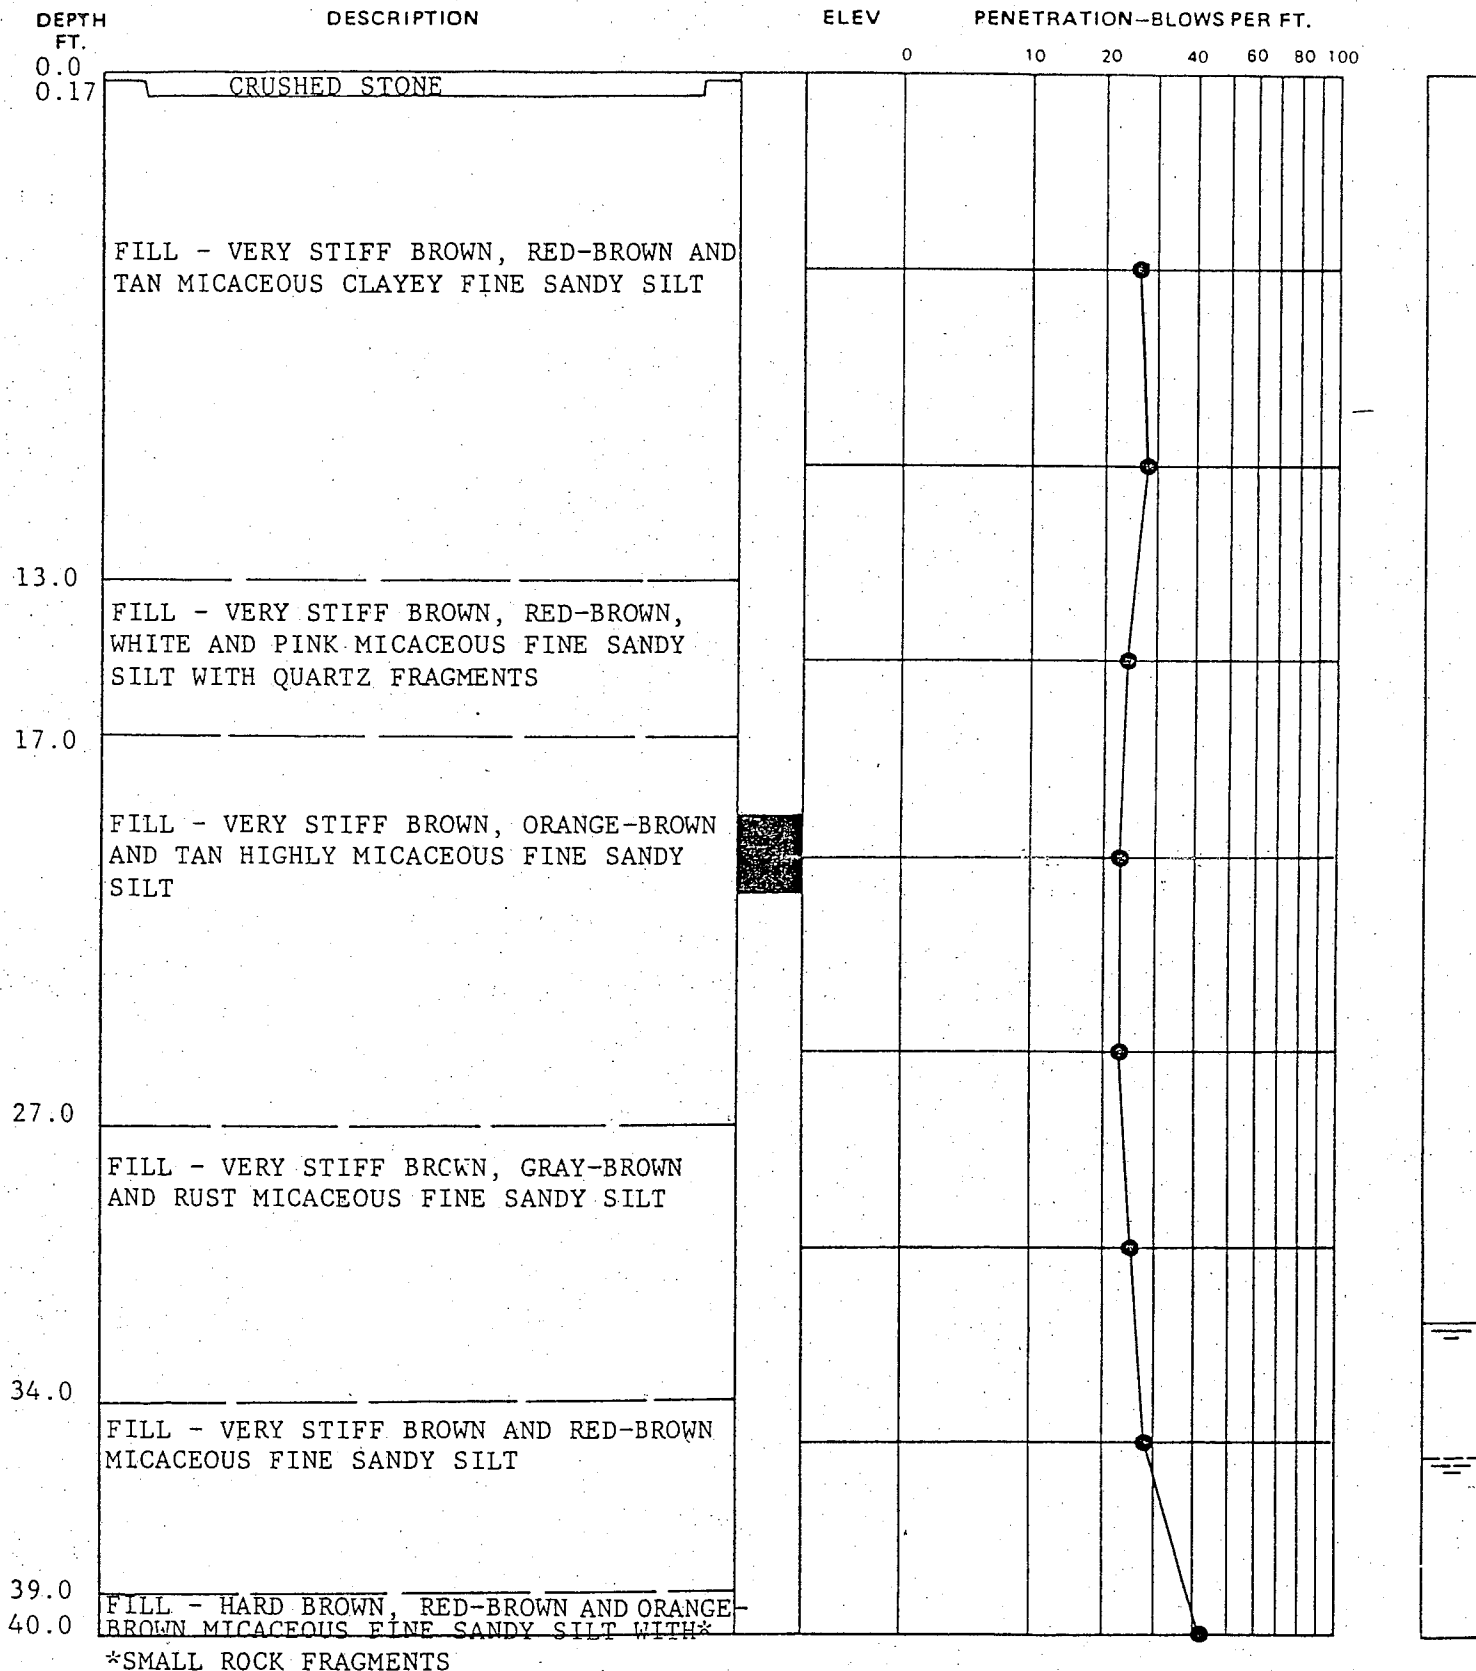 DEPTH FT.
DESCRIPTION
ELEV
PENETRATION—BLOWS PER FT.
0 10 20 40 60 80 100
0.0
0.17
CRUSHED STONE
FILL - VERY STIFF BROWN, RED-BROWN AND
TAN MICACEOUS CLAYEY FINE SANDY SILT
13.0
FILL - VERY STIFF BROWN, RED-BROWN,
WHITE AND PINK MICACEOUS FINE SANDY
SILT WITH QUARTZ FRAGMENTS
17.0
FILL - VERY STIFF BROWN, ORANGE-BROWN
AND TAN HIGHLY MICACEOUS FINE SANDY
SILT
27.0
FILL - VERY STIFF BROWN, GRAY-BROWN
AND RUST MICACEOUS FINE SANDY SILT
34.0
FILL - VERY STIFF BROWN AND RED-BROWN
MICACEOUS FINE SANDY SILT
39.0
FILL - HARD BROWN, RED-BROWN AND ORANGE-
40.0
BROWN MICACEOUS FINE SANDY SILT WITH*
*SMALL ROCK FRAGMENTS